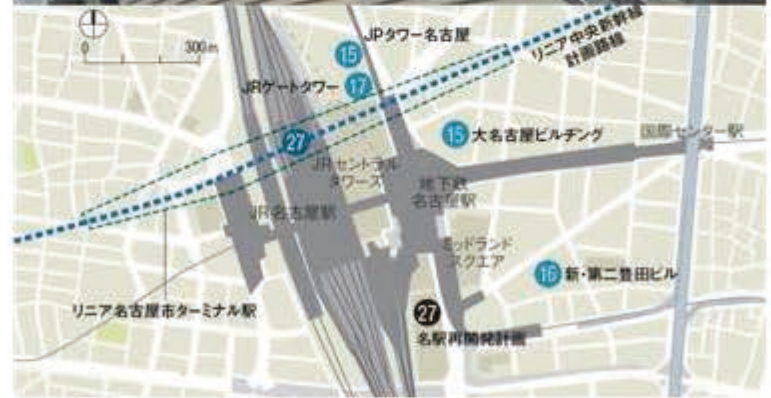 0 300m
JPタワー名古屋
15
リニア中央新幹線
計画路線
JRゲートタワー 17
27
15 大名古屋ビルヂング
国際センター駅
JRセントラル
タワーズ
地下鉄
名古屋駅
JR名古屋駅
ミッドランド
スクエア
16 新・第二豊田ビル
リニア名古屋市ターミナル駅
27
名駅再開発計画